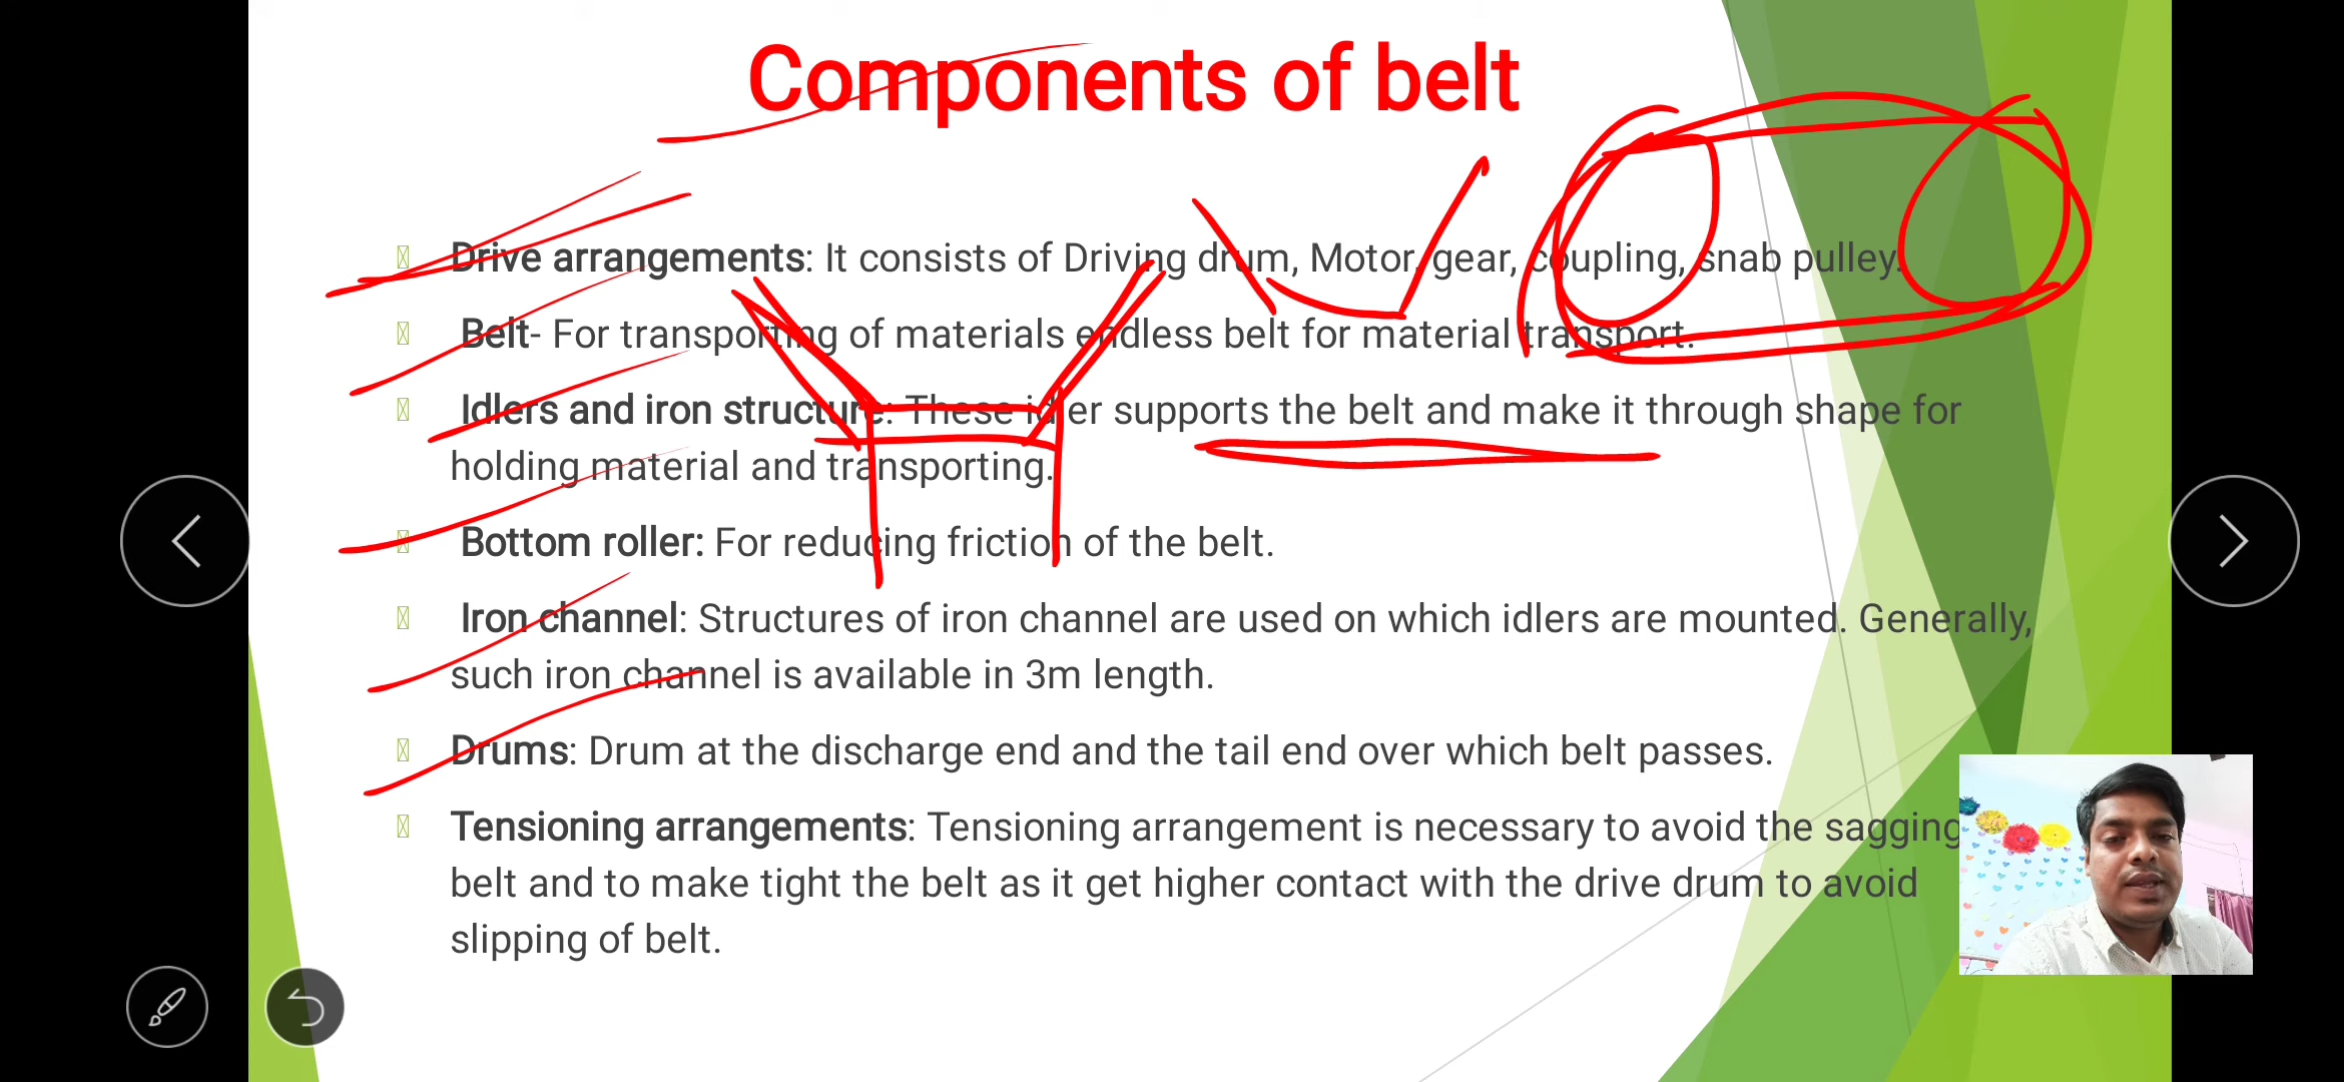 Components of belt
Drive arrangements: It consists of Driving drum, Motor, gear, coupling, snab pulley.
Belt- For transporting of materials endless belt for material transport.
Idlers and iron structure: These idler supports the belt and make it through shape for
holding material and transporting.
Bottom roller: For reducing friction of the belt.
Iron channel: Structures of iron channel are used on which idlers are mounted. Generally,
such iron channel is available in 3m length.
Drums: Drum at the discharge end and the tail end over which belt passes.
Tensioning arrangements: Tensioning arrangement is necessary to avoid the sagging
belt and to make tight the belt as it get higher contact with the drive drum to avoid
slipping of belt.